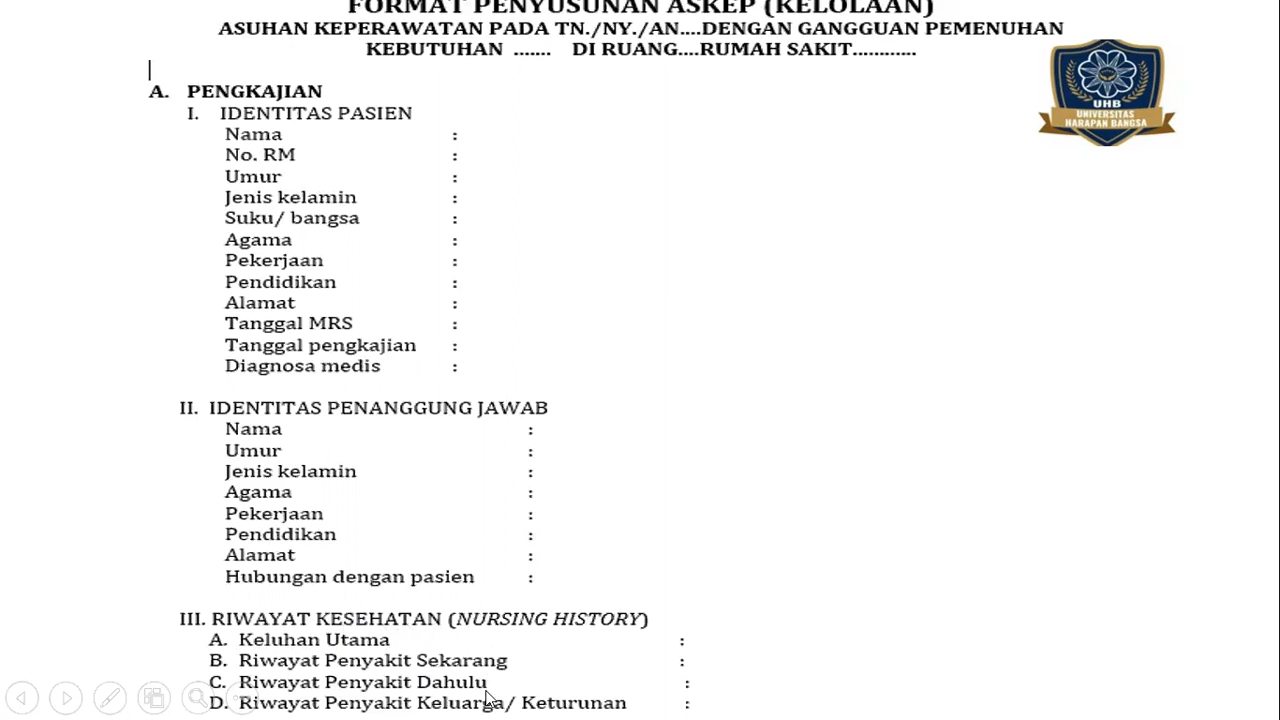 FORMAT PENYUSUNAN ASKEP (KELOLAAN)
ASUHAN KEPERAWATAN PADA TN./NY./AN....DENGAN GANGGUAN PEMENUHAN
KEBUTUHAN ....... DI RUANG....RUMAH SAKIT............
UHB
UNIVERSITAS
HARAPAN BANGSA
A. PENGKAJIAN
I. IDENTITAS PASIEN
Nama :
No. RM :
Umur :
Jenis kelamin :
Suku/ bangsa :
Agama :
Pekerjaan :
Pendidikan :
Alamat :
Tanggal MRS :
Tanggal pengkajian :
Diagnosa medis :
II. IDENTITAS PENANGGUNG JAWAB
Nama :
Umur :
Jenis kelamin :
Agama :
Pekerjaan :
Pendidikan :
Alamat :
Hubungan dengan pasien :
III. RIWAYAT KESEHATAN (NURSING HISTORY)
A. Keluhan Utama :
B. Riwayat Penyakit Sekarang :
C. Riwayat Penyakit Dahulu :
D. Riwayat Penyakit Keluarga/ Keturunan :